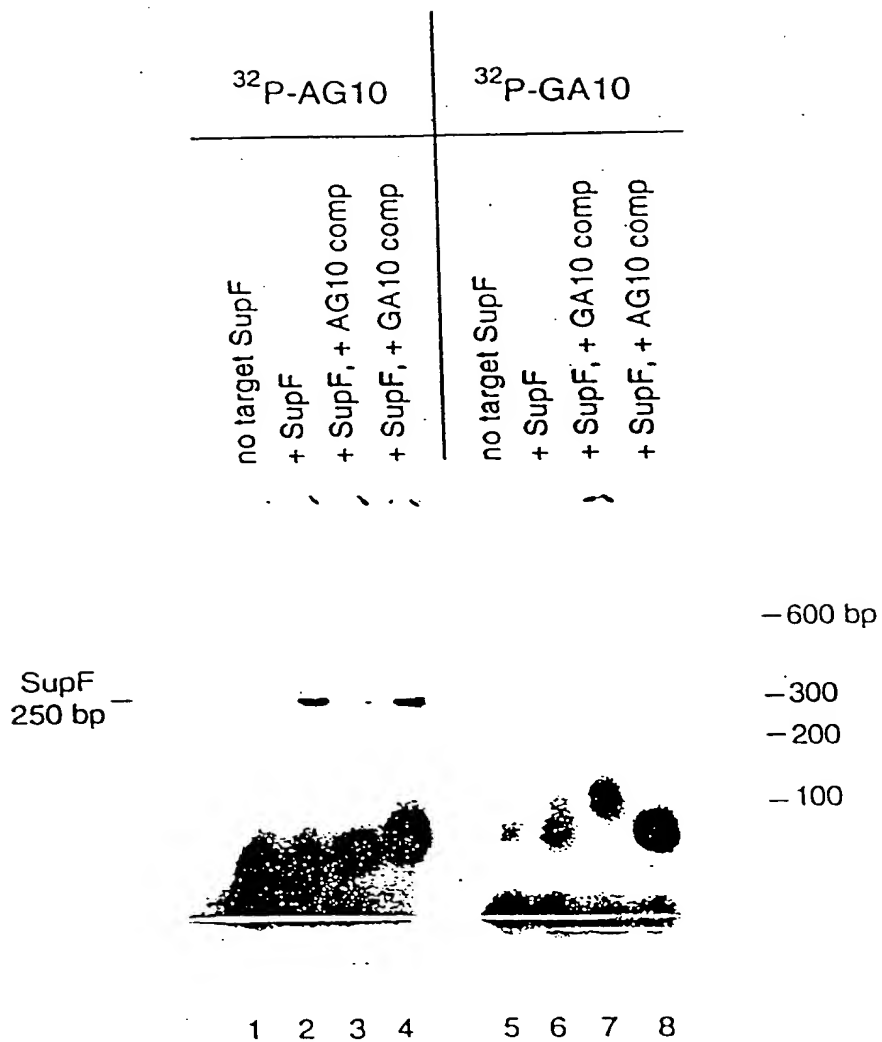 32P-AG10
32P-GA10
no target SupF
+ SupF
+ SupF, + AG10 comp
+ SupF, + GA10 comp
no target SupF
+ SupF
+ SupF, + GA10 comp
+ SupF, + AG10 comp
SupF
250 bp –
–600 bp
–300
–200
–100
1 2 3 4 5 6 7 8